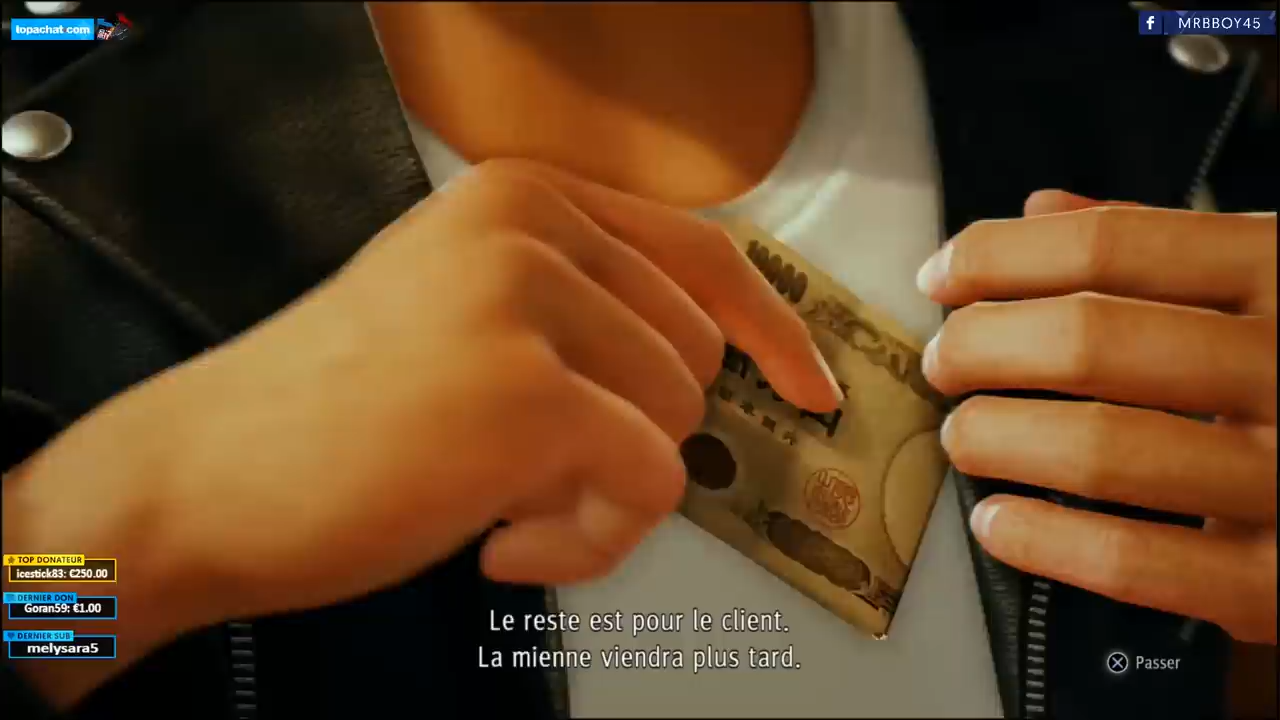 topachat com
MRBBOY45
10000
TOP DONATEUR
icestick83: €250.00
DERNIER DON
Goran59: €1.00
DERNIER SUB
melysara5
Le reste est pour le client.
La mienne viendra plus tard.
Passer